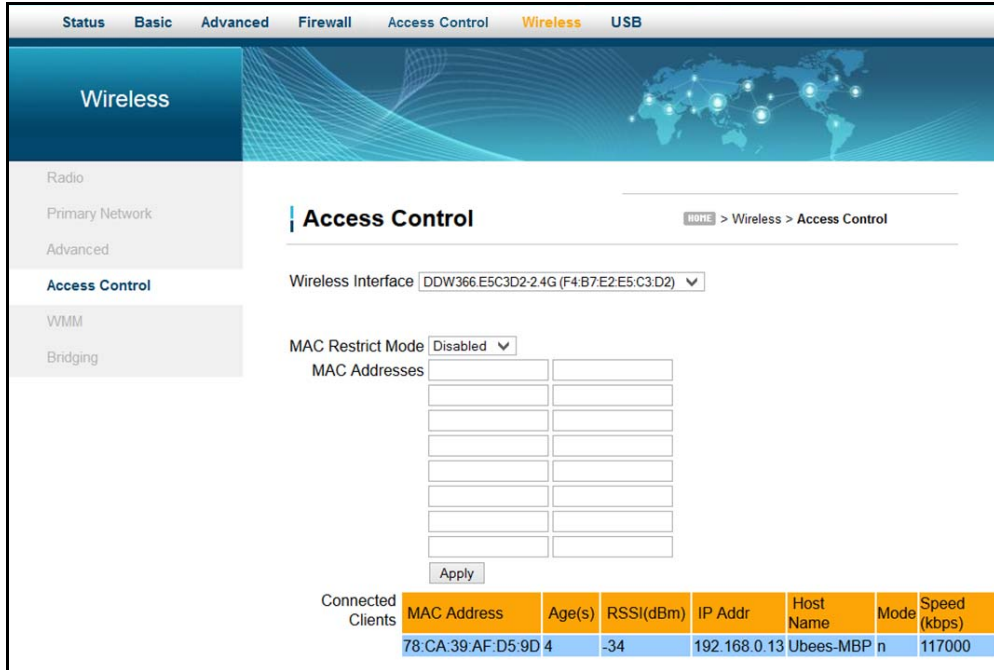 Status Basic Advanced Firewall Access Control Wireless USB
Wireless
Radio
Primary Network
Advanced
Access Control
WMM
Bridging
Access Control
HOME > Wireless > Access Control
Wireless Interface DDW366.E5C3D2-2.4G (F4:B7:E2:E5:C3:D2)
MAC Restrict Mode Disabled
MAC Addresses
Apply
Connected Clients
MAC Address Age(s) RSSI(dBm) IP Addr Host Name Mode Speed (kbps)
78:CA:39:AF:D5:9D 4 -34 192.168.0.13 Ubees-MBP n 117000